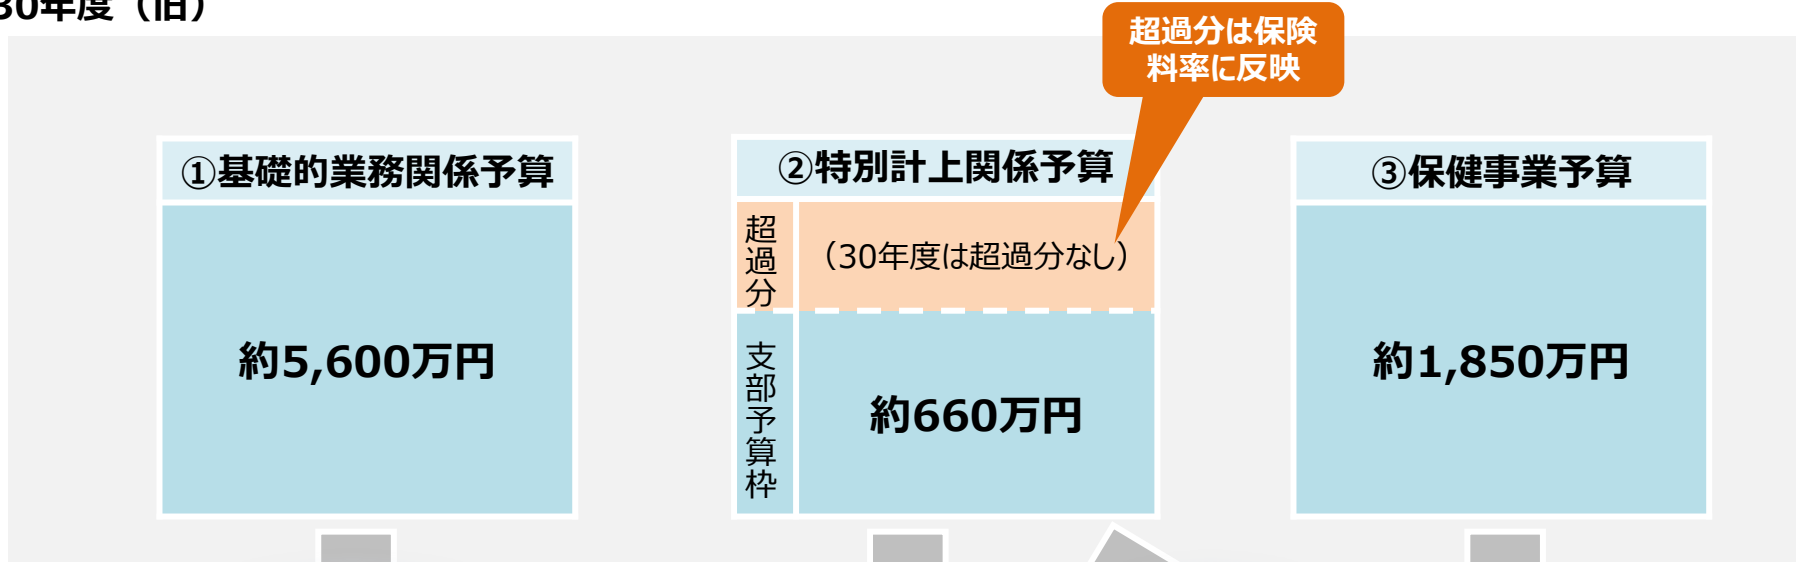 30年度（旧）
超過分は保険
料率に反映
①基礎的業務関係予算
約5,600万円
②特別計上関係予算
超過分
（30年度は超過分なし）
支部予算枠
約660万円
③保健事業予算
約1,850万円